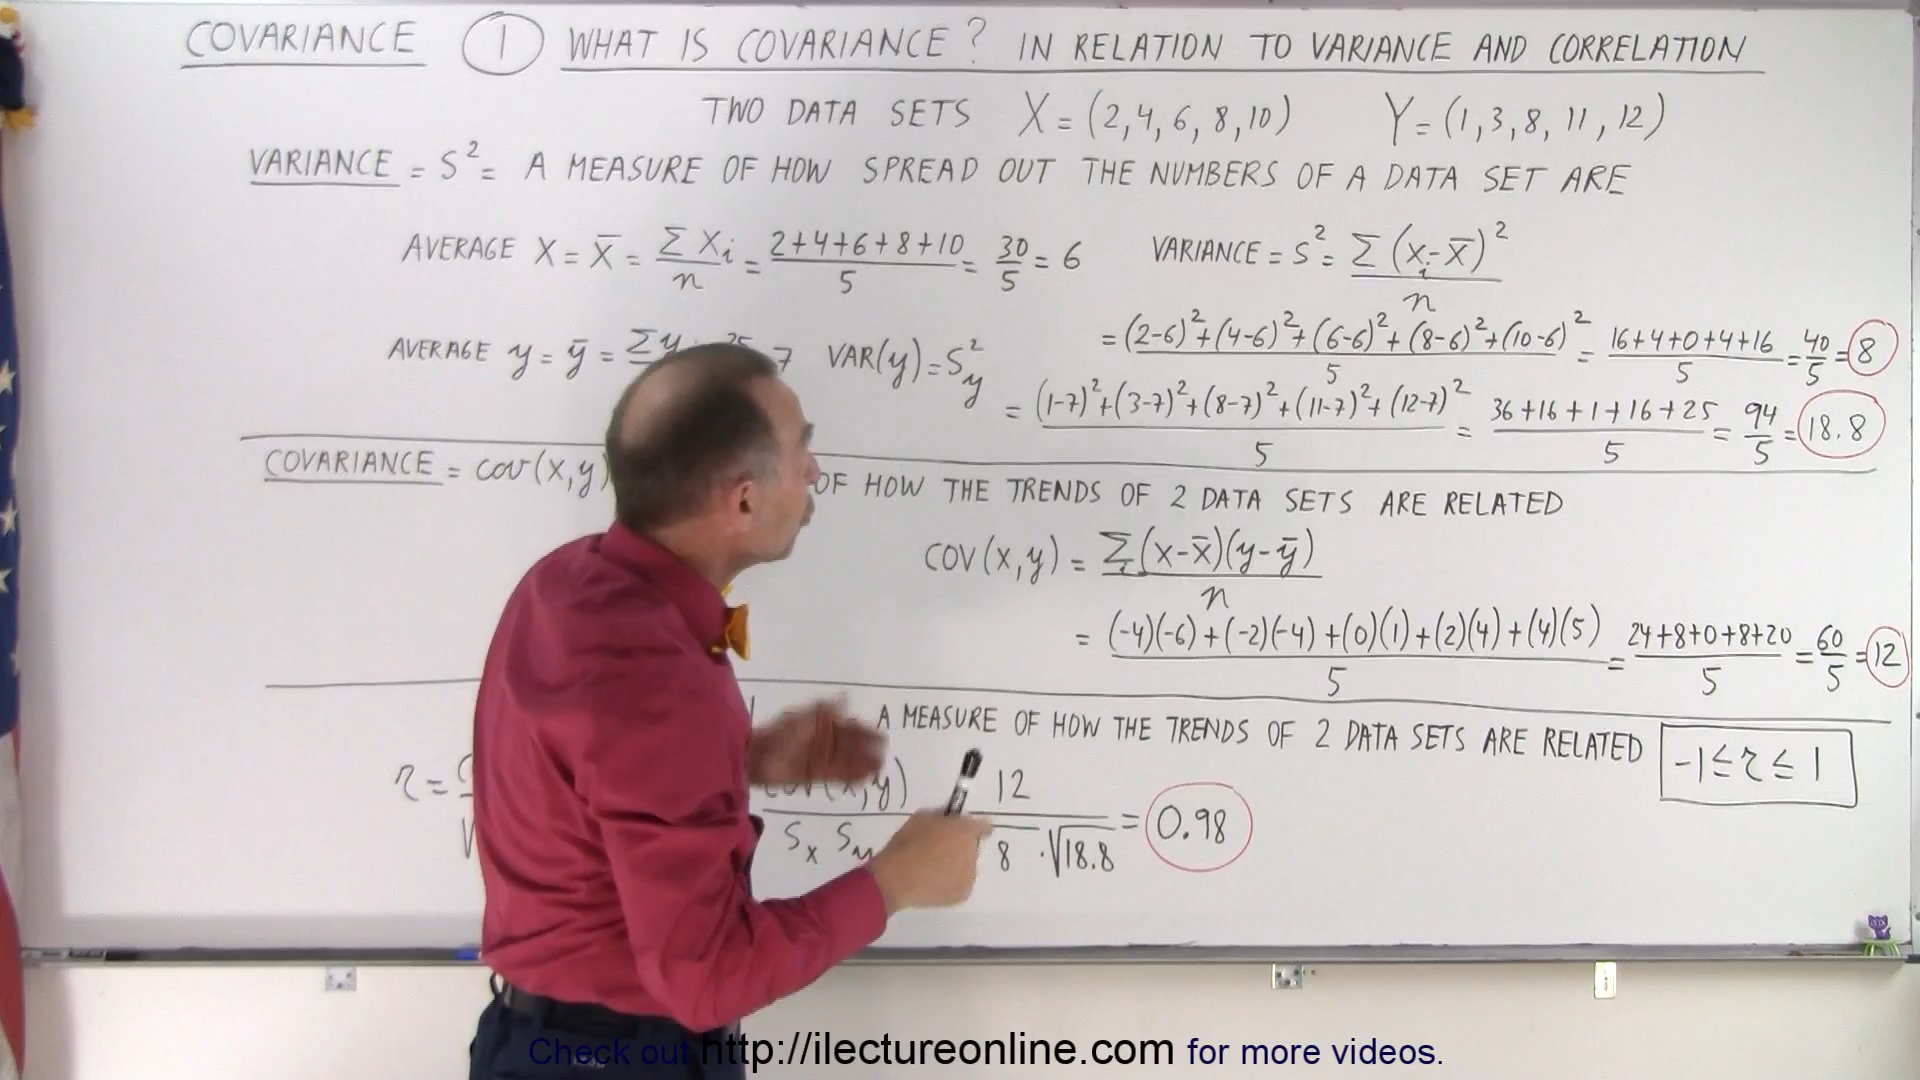 COVARIANCE ① WHAT IS COVARIANCE? IN RELATION TO VARIANCE AND CORRELATION
TWO DATA SETS X = (2,4,6,8,10) Y = (1,3,8,11,12)
VARIANCE = S² = A MEASURE OF HOW SPREAD OUT THE NUMBERS OF A DATA SET ARE
AVERAGE X = x̄ = Σxᵢ/n = (2+4+6+8+10)/5 = 30/5 = 6 VARIANCE = S² = Σ(xᵢ-x̄)²/n
= ((2-6)²+(4-6)²+(6-6)²+(8-6)²+(10-6)²)/5 = (16+4+0+4+16)/5 = 40/5 = 8
AVERAGE y = ȳ = Σy 7 VAR(y) = S²y
= ((1-7)²+(3-7)²+(8-7)²+(11-7)²+(12-7)²)/5 = (36+16+1+16+25)/5 = 94/5 = 18.8
COVARIANCE = cov(x,y) OF HOW THE TRENDS OF 2 DATA SETS ARE RELATED
COV(x,y) = Σᵢ(x-x̄)(y-ȳ)/n
= ((-4)(-6)+(-2)(-4)+(0)(1)+(2)(4)+(4)(5))/5 = (24+8+0+8+20)/5 = 60/5 = 12
A MEASURE OF HOW THE TRENDS OF 2 DATA SETS ARE RELATED -1 ≤ r ≤ 1
r = cov(x,y)/(Sx Sy) 12/(8·√18.8) = 0.98
Check out http://ilectureonline.com for more videos.